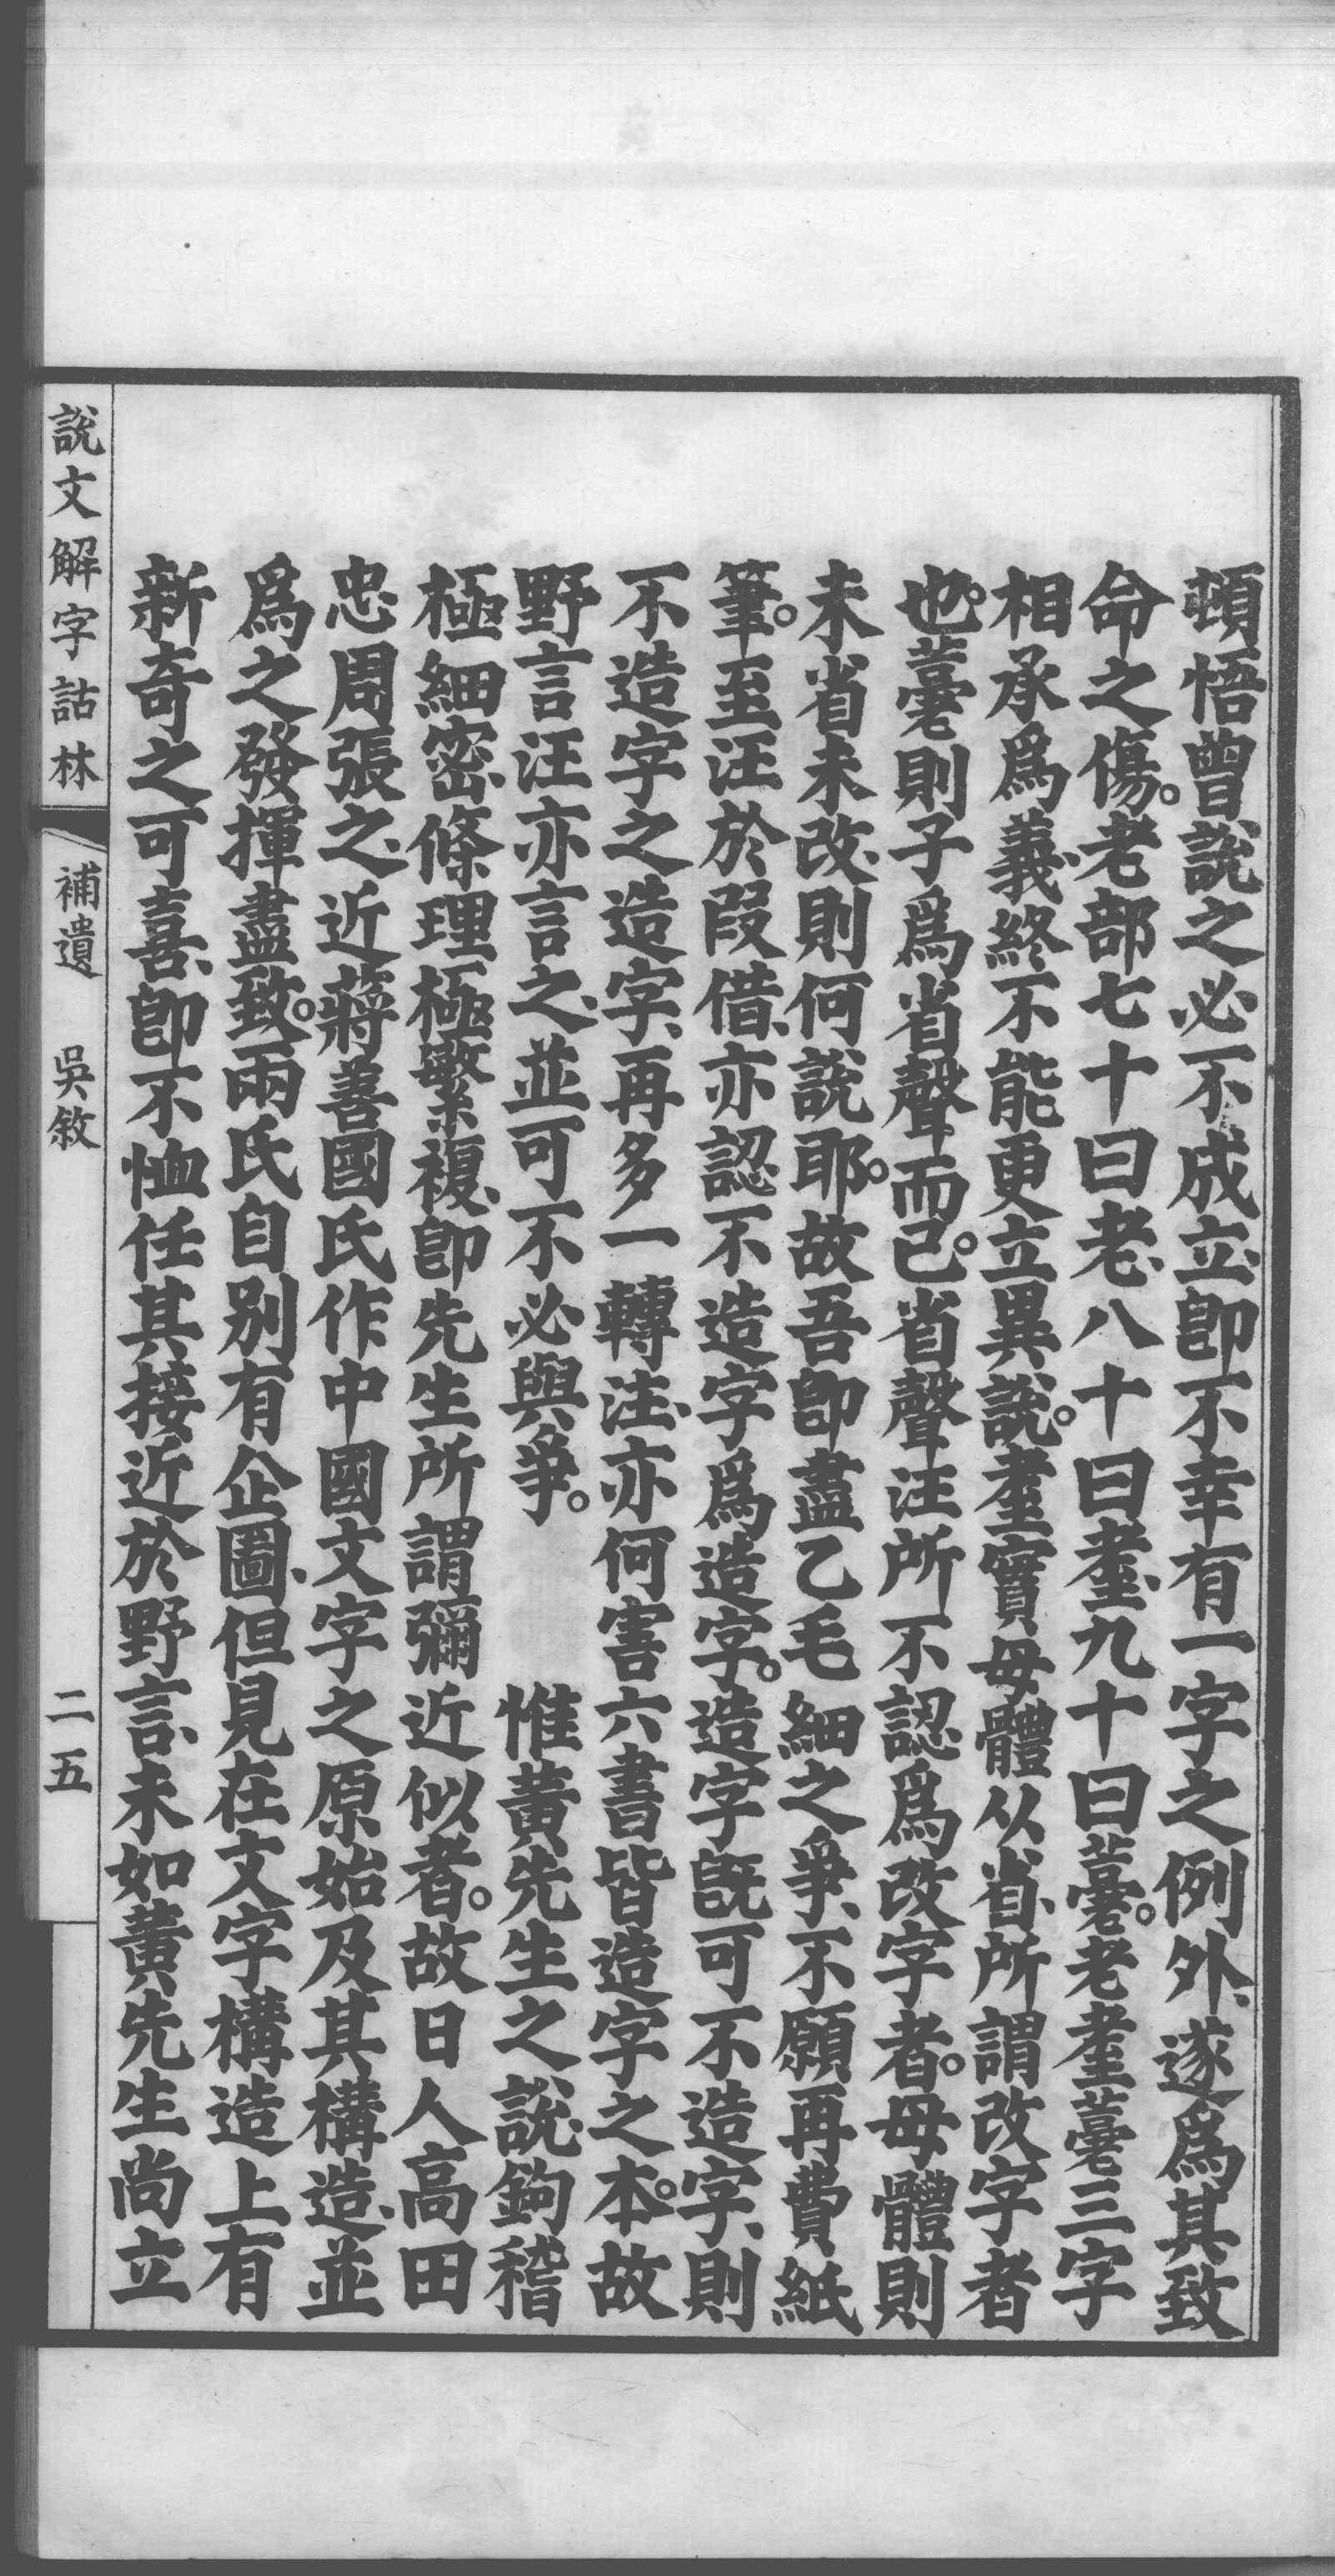 頓悟曾說之必不成立、卽不幸有一字之例外、遂爲其致
命之傷。老部七十曰老、八十曰耋、九十曰薹。老耋薹三字
相承爲義、終不能更立異說。耋實母體从省、所謂改字者
也。薹則子爲省聲而已。省聲汪所不認爲改字者。母體則
未省未改、則何說耶。故吾卽盡乙毛細之爭、不願再費紙
筆。至汪於叚借、亦認不造字爲造字。造字旣可不造字、則
不造字之造字、再多一轉注、亦何害六書皆造字之本。故
野言汪亦言之、並可不必與爭。　惟黃先生之說、鉤稽
極細密、條理極繁複、卽先生所謂彌近似者。故日人高田
忠周張之、近蔣善國氏作中國文字之原始及其構造、並
爲之發揮盡致。兩氏自別有企圖、但見在文字構造上有
新奇之可喜、卽不恤任其接近於野言、未如黃先生尚立
說文解字詁林　補遺　吳敘　二五